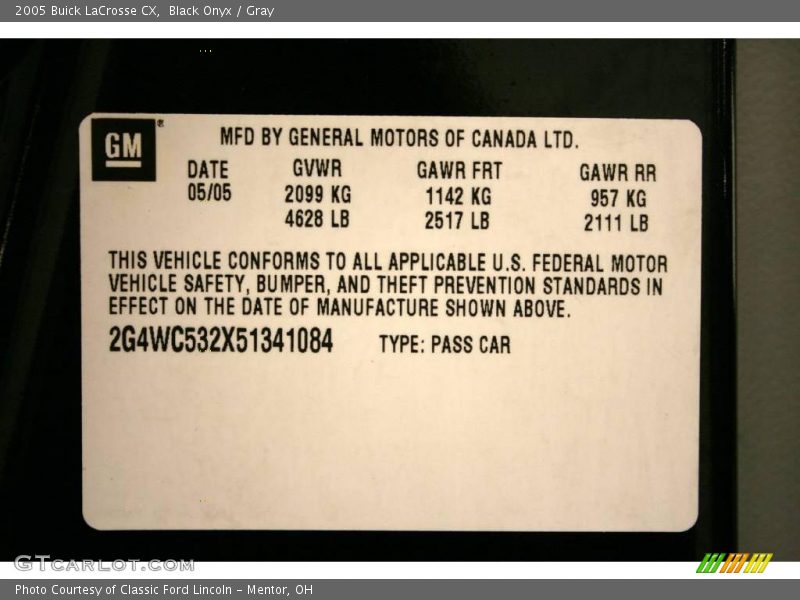 2005 Buick LaCrosse CX, Black Onyx / Gray
GM®
MFD BY GENERAL MOTORS OF CANADA LTD.
DATE GVWR GAWR FRT GAWR RR
05/05 2099 KG 1142 KG 957 KG
4628 LB 2517 LB 2111 LB
THIS VEHICLE CONFORMS TO ALL APPLICABLE U.S. FEDERAL MOTOR
VEHICLE SAFETY, BUMPER, AND THEFT PREVENTION STANDARDS IN
EFFECT ON THE DATE OF MANUFACTURE SHOWN ABOVE.
2G4WC532X51341084 TYPE: PASS CAR
GTCARLOT.COM
Photo Courtesy of Classic Ford Lincoln - Mentor, OH